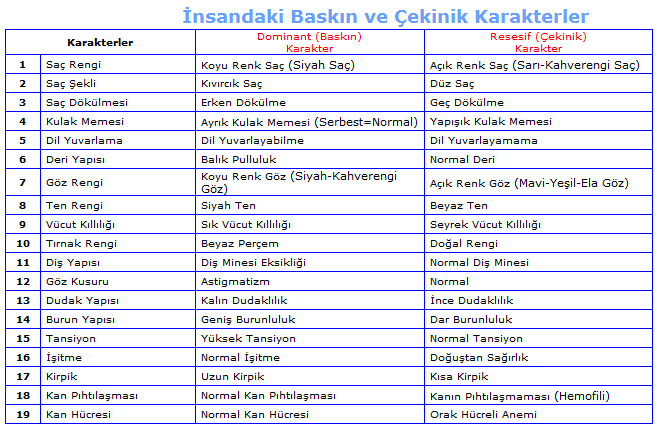 İnsandaki Baskın ve Çekinik Karakterler
Karakterler Dominant (Baskın) Karakter Resesif (Çekinik) Karakter
1 Saç Rengi Koyu Renk Saç (Siyah Saç) Açık Renk Saç (Sarı-Kahverengi Saç)
2 Saç Şekli Kıvırcık Saç Düz Saç
3 Saç Dökülmesi Erken Dökülme Geç Dökülme
4 Kulak Memesi Ayrık Kulak Memesi (Serbest=Normal) Yapışık Kulak Memesi
5 Dil Yuvarlama Dil Yuvarlayabilme Dil Yuvarlayamama
6 Deri Yapısı Balık Pulluluk Normal Deri
7 Göz Rengi Koyu Renk Göz (Siyah-Kahverengi Göz) Açık Renk Göz (Mavi-Yeşil-Ela Göz)
8 Ten Rengi Siyah Ten Beyaz Ten
9 Vücut Kıllılığı Sık Vücut Kıllılığı Seyrek Vücut Kıllılığı
10 Tırnak Rengi Beyaz Perçem Doğal Rengi
11 Diş Yapısı Diş Minesi Eksikliği Normal Diş Minesi
12 Göz Kusuru Astigmatizm Normal
13 Dudak Yapısı Kalın Dudaklılık İnce Dudaklılık
14 Burun Yapısı Geniş Burunluluk Dar Burunluluk
15 Tansiyon Yüksek Tansiyon Normal Tansiyon
16 İşitme Normal İşitme Doğuştan Sağırlık
17 Kirpik Uzun Kirpik Kısa Kirpik
18 Kan Pıhtılaşması Normal Kan Pıhtılaşması Kanın Pıhtılaşmaması (Hemofili)
19 Kan Hücresi Normal Kan Hücresi Orak Hücreli Anemi